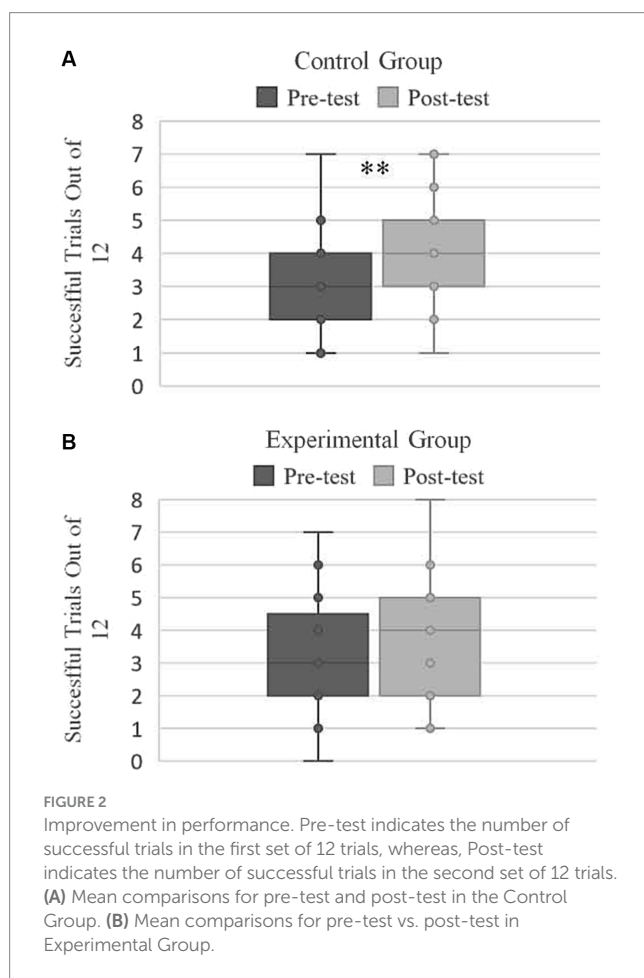 A
Control Group
Pre-test Post-test
Succesfful Trials Out of
12
8
7
6
5
4
3
2
1
0
**
B
Experimental Group
Pre-test Post-test
Succesfful Trials Out of
12
8
7
6
5
4
3
2
1
0
FIGURE 2
Improvement in performance. Pre-test indicates the number of
successful trials in the first set of 12 trials, whereas, Post-test
indicates the number of successful trials in the second set of 12 trials.
(A) Mean comparisons for pre-test and post-test in the Control
Group. (B) Mean comparisons for pre-test vs. post-test in
Experimental Group.